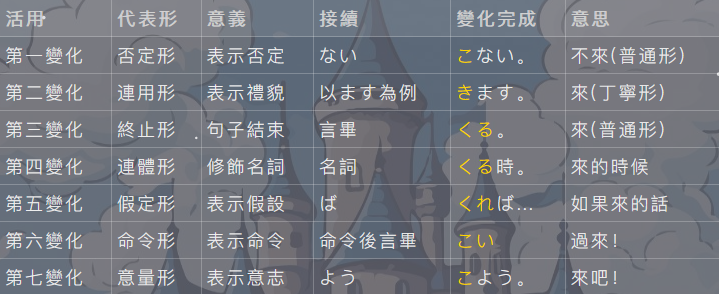 活用 代表形 意義 接續 變化完成 意思
第一變化 否定形 表示否定 ない こない。 不來(普通形)
第二變化 連用形 表示禮貌 以ます為例 きます。 來(丁寧形)
第三變化 終止形 句子結束 言畢 くる。 來(普通形)
第四變化 連體形 修飾名詞 名詞 くる時。 來的時候
第五變化 假定形 表示假設 ば くれば… 如果來的話
第六變化 命令形 表示命令 命令後言畢 こい 過來!
第七變化 意量形 表示意志 よう こよう。 來吧!